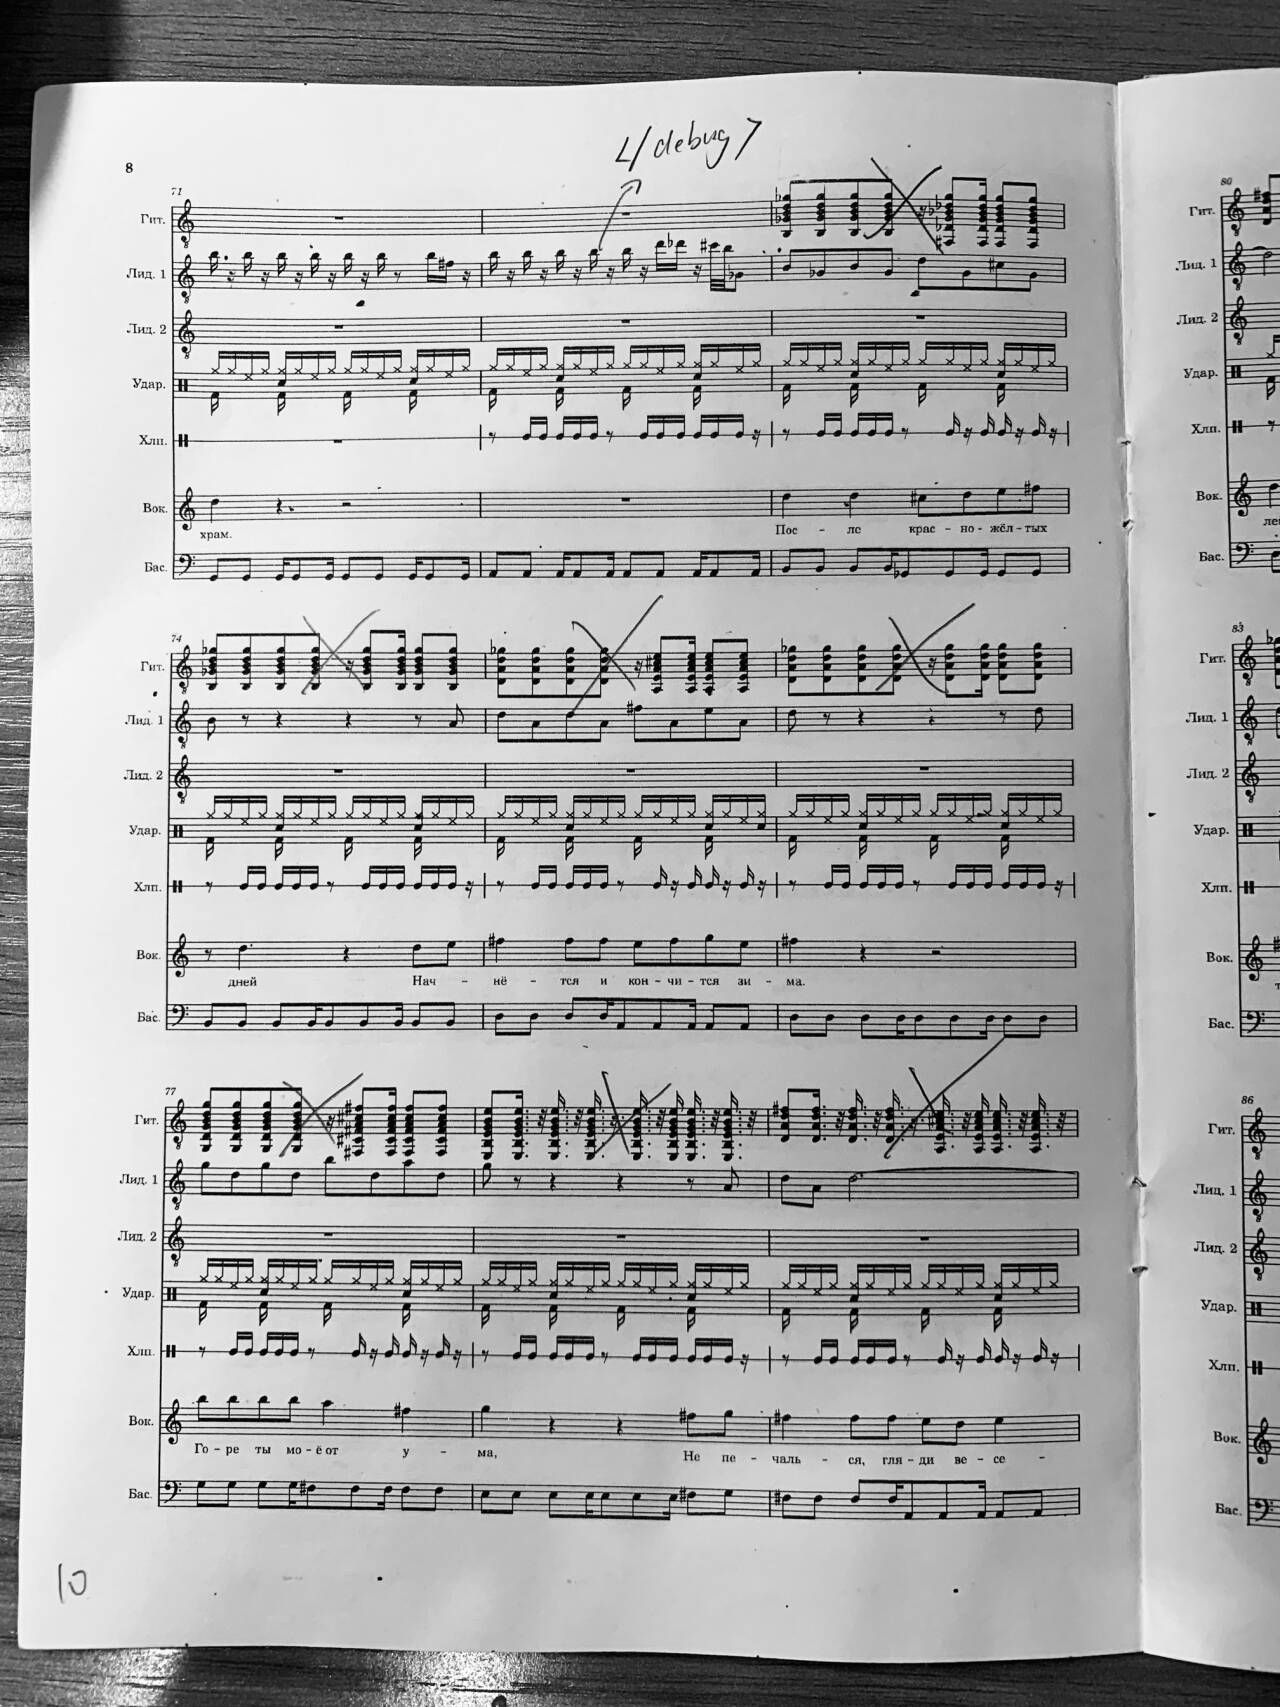 </debug>
8
71
Гит.
Лид. 1
Лид. 2
Удар.
Хлп.
Вок.
храм. Пос - ле крас - но - жёл - тых
Бас.
74
Гит.
Лид. 1
Лид. 2
Удар.
Хлп.
Вок.
дней Нач - нё - тся и кон - чи - тся зи - ма.
Бас.
77
Гит.
Лид. 1
Лид. 2
Удар.
Хлп.
Вок.
Го - ре ты мо - ё от у - ма, Не пе - чаль - ся, гля - ди ве - се -
Бас.
10
80
Гит.
Лид. 1
Лид. 2
Удар.
Хлп.
Вок.
Бас.
83
Гит.
Лид. 1
Лид. 2
Удар.
Хлп.
Вок.
Бас.
86
Гит.
Лид. 1
Лид. 2
Удар.
Хлп.
Вок.
Бас.